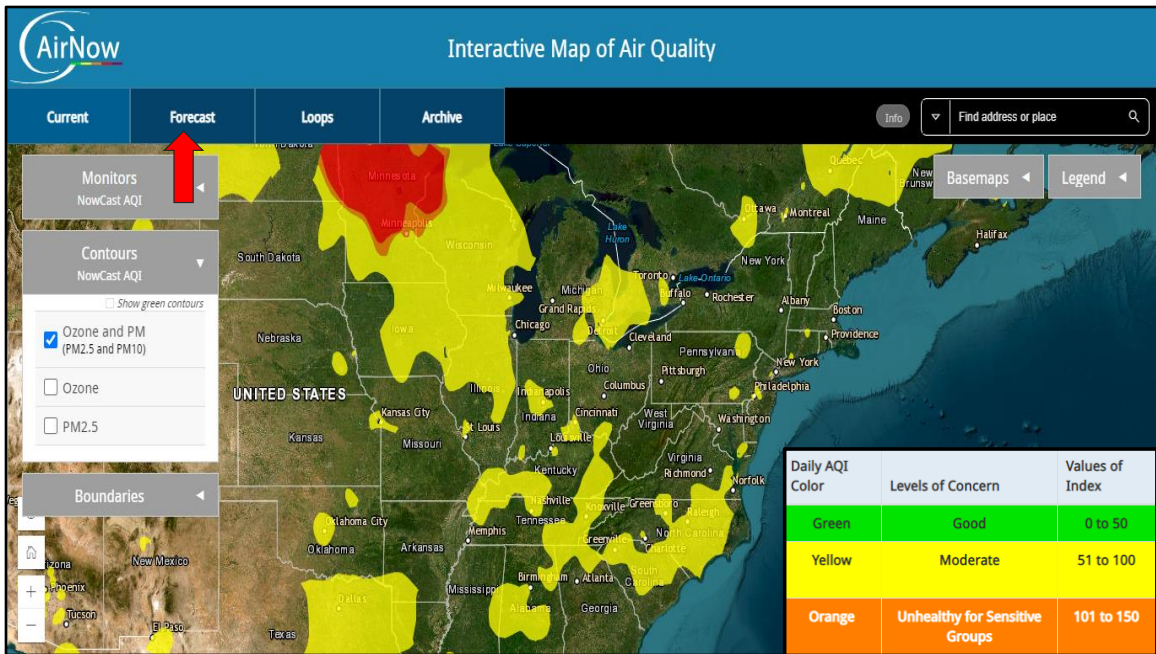 AirNow
Interactive Map of Air Quality
Current
Forecast
Loops
Archive
Info
Find address or place
Monitors
NowCast AQI
Contours
NowCast AQI
Show green contours
Ozone and PM
(PM2.5 and PM10)
Ozone
PM2.5
Boundaries
Basemaps
Legend
Minnesota
Minneapolis
Wisconsin
South Dakota
Quebec
New
Brunsw
Ottawa
Montreal
Maine
Halifax
Lake
Huron
Toronto
Lake Ontario
New York
Milwaukee
Michigan
Buffalo
Rochester
Albany
Grand Rapids
Boston
Chicago
Detroit
Cleveland
Providence
Iowa
Nebraska
Pennsylvania
New York
Ohio
Pittsburgh
Philadelphia
UNITED STATES
Illinois
Indianapolis
Columbus
Kansas City
Indiana
Cincinnati
West
Virginia
Washington
St Louis
Kansas
Missouri
Louisville
Virginia
Kentucky
Richmond
Norfolk
Nashville
Knoxville
Greensboro
Raleigh
Oklahoma City
Tennessee
Memphis
North Carolina
Greenville
Charlotte
Oklahoma
Arkansas
izona
New Mexico
Phoenix
Birmingham
Atlanta
South
Carolina
Mississippi
Dallas
Tucson
Alabama
Georgia
El Paso
Texas
Daily AQI
Color
Levels of Concern
Values of
Index
Green
Good
0 to 50
Yellow
Moderate
51 to 100
Orange
Unhealthy for Sensitive
Groups
101 to 150